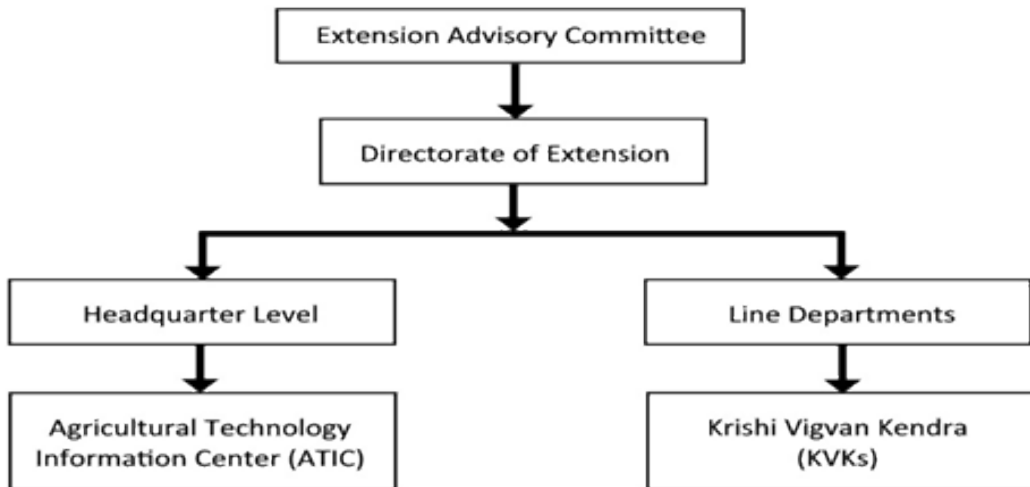 Extension Advisory Committee
Directorate of Extension
Headquarter Level
Line Departments
Agricultural Technology
Information Center (ATIC)
Krishi Vigvan Kendra
(KVKs)